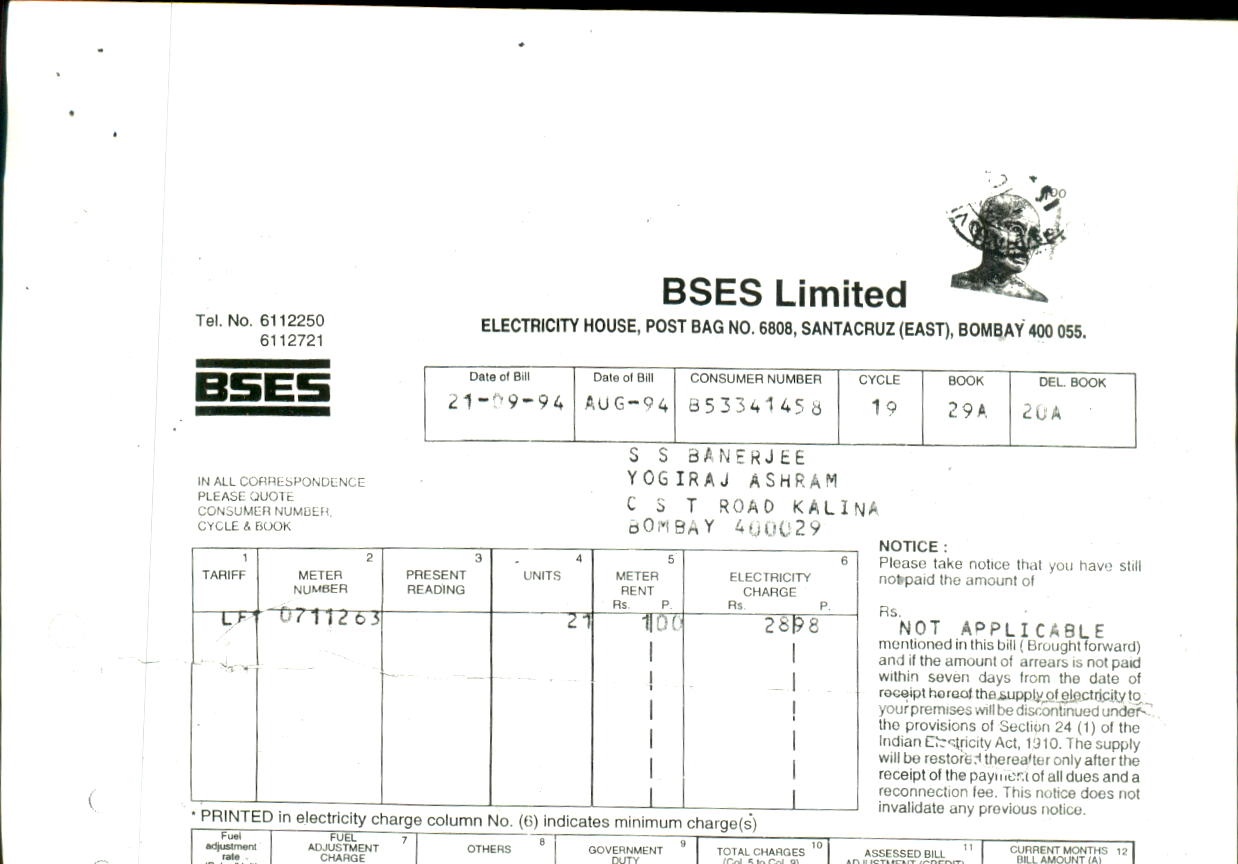 BSES Limited
Tel. No. 6112250
6112721
ELECTRICITY HOUSE, POST BAG NO. 6808, SANTACRUZ (EAST), BOMBAY 400 055.
BSES
Date of Bill Date of Bill CONSUMER NUMBER CYCLE BOOK DEL. BOOK
21-09-94 AUG-94 B53341458 19 29A 20A
S S BANERJEE
YOGIRAJ ASHRAM
C S T ROAD KALINA
BOMBAY 400029
IN ALL CORRESPONDENCE
PLEASE QUOTE
CONSUMER NUMBER,
CYCLE & BOOK
1 2 3 4 5 6
TARIFF METER NUMBER PRESENT READING UNITS METER RENT ELECTRICITY CHARGE
Rs. P. Rs. P.
LF1 0711263 21 1 00 28 98
NOTICE :
Please take notice that you have still
not paid the amount of
Rs.
NOT APPLICABLE
mentioned in this bill ( Brought forward)
and if the amount of arrears is not paid
within seven days from the date of
receipt hereof the supply of electricity to
your premises will be discontinued under
the provisions of Section 24 (1) of the
Indian Electricity Act, 1910. The supply
will be restored thereafter only after the
receipt of the payment of all dues and a
reconnection fee. This notice does not
invalidate any previous notice.
* PRINTED in electricity charge column No. (6) indicates minimum charge(s)
Fuel adjustment rate
FUEL ADJUSTMENT CHARGE 7
OTHERS 8
GOVERNMENT DUTY 9
TOTAL CHARGES 10
(Col. 5 to Col. 9)
ASSESSED BILL 11
ADJUSTMENT (CREDIT)
CURRENT MONTHS 12
BILL AMOUNT (A)